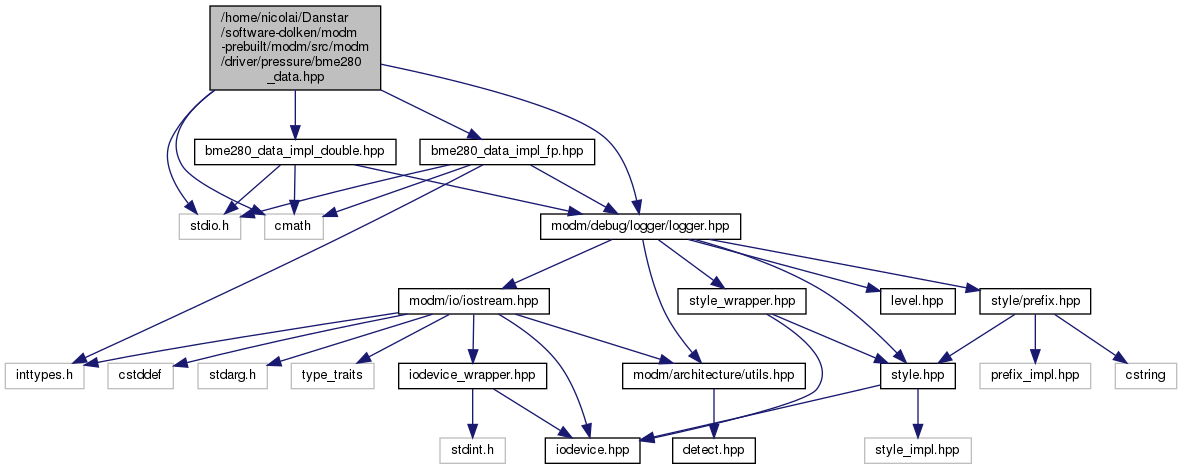 /home/nicolai/Danstar
/software-dolken/modm
-prebuilt/modm/src/modm
/driver/pressure/bme280
_data.hpp
bme280_data_impl_double.hpp
bme280_data_impl_fp.hpp
stdio.h
cmath
modm/debug/logger/logger.hpp
modm/io/iostream.hpp
style_wrapper.hpp
level.hpp
style/prefix.hpp
inttypes.h
cstddef
stdarg.h
type_traits
iodevice_wrapper.hpp
modm/architecture/utils.hpp
style.hpp
prefix_impl.hpp
cstring
stdint.h
iodevice.hpp
detect.hpp
style_impl.hpp